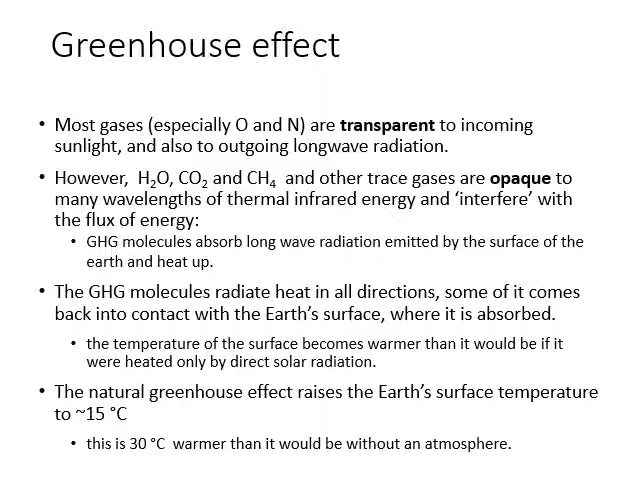 Greenhouse effect
• Most gases (especially O and N) are transparent to incoming
sunlight, and also to outgoing longwave radiation.
• However, H₂O, CO₂ and CH₄ and other trace gases are opaque to
many wavelengths of thermal infrared energy and ‘interfere’ with
the flux of energy:
• GHG molecules absorb long wave radiation emitted by the surface of the
earth and heat up.
• The GHG molecules radiate heat in all directions, some of it comes
back into contact with the Earth’s surface, where it is absorbed.
• the temperature of the surface becomes warmer than it would be if it
were heated only by direct solar radiation.
• The natural greenhouse effect raises the Earth’s surface temperature
to ~15 °C
• this is 30 °C warmer than it would be without an atmosphere.